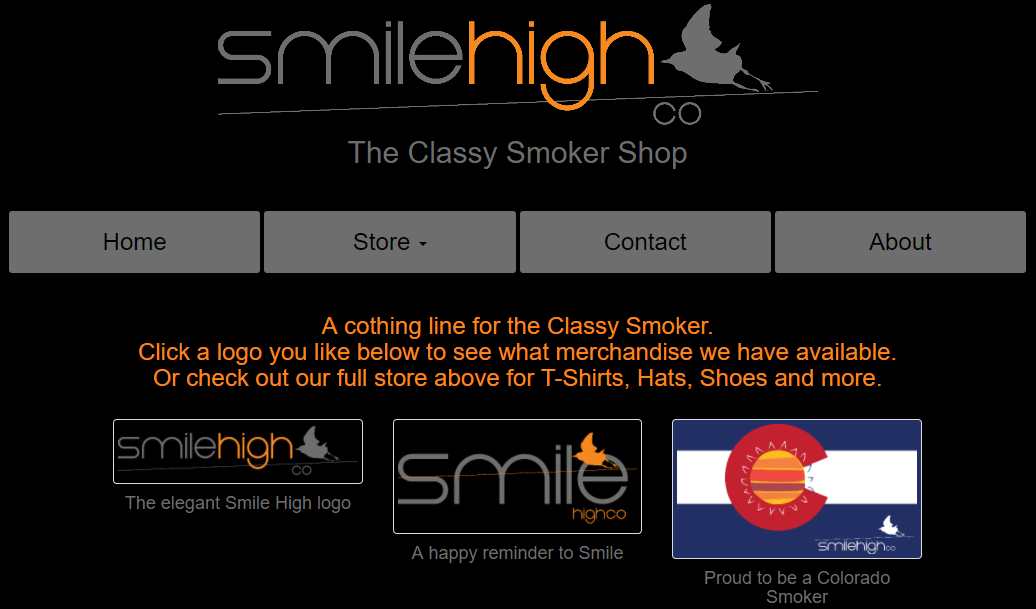 smilehigh
co
The Classy Smoker Shop
Home
Store
Contact
About
A cothing line for the Classy Smoker.
Click a logo you like below to see what merchandise we have available.
Or check out our full store above for T-Shirts, Hats, Shoes and more.
smilehigh
co
The elegant Smile High logo
smile
highco
A happy reminder to Smile
smilehighco
Proud to be a Colorado
Smoker